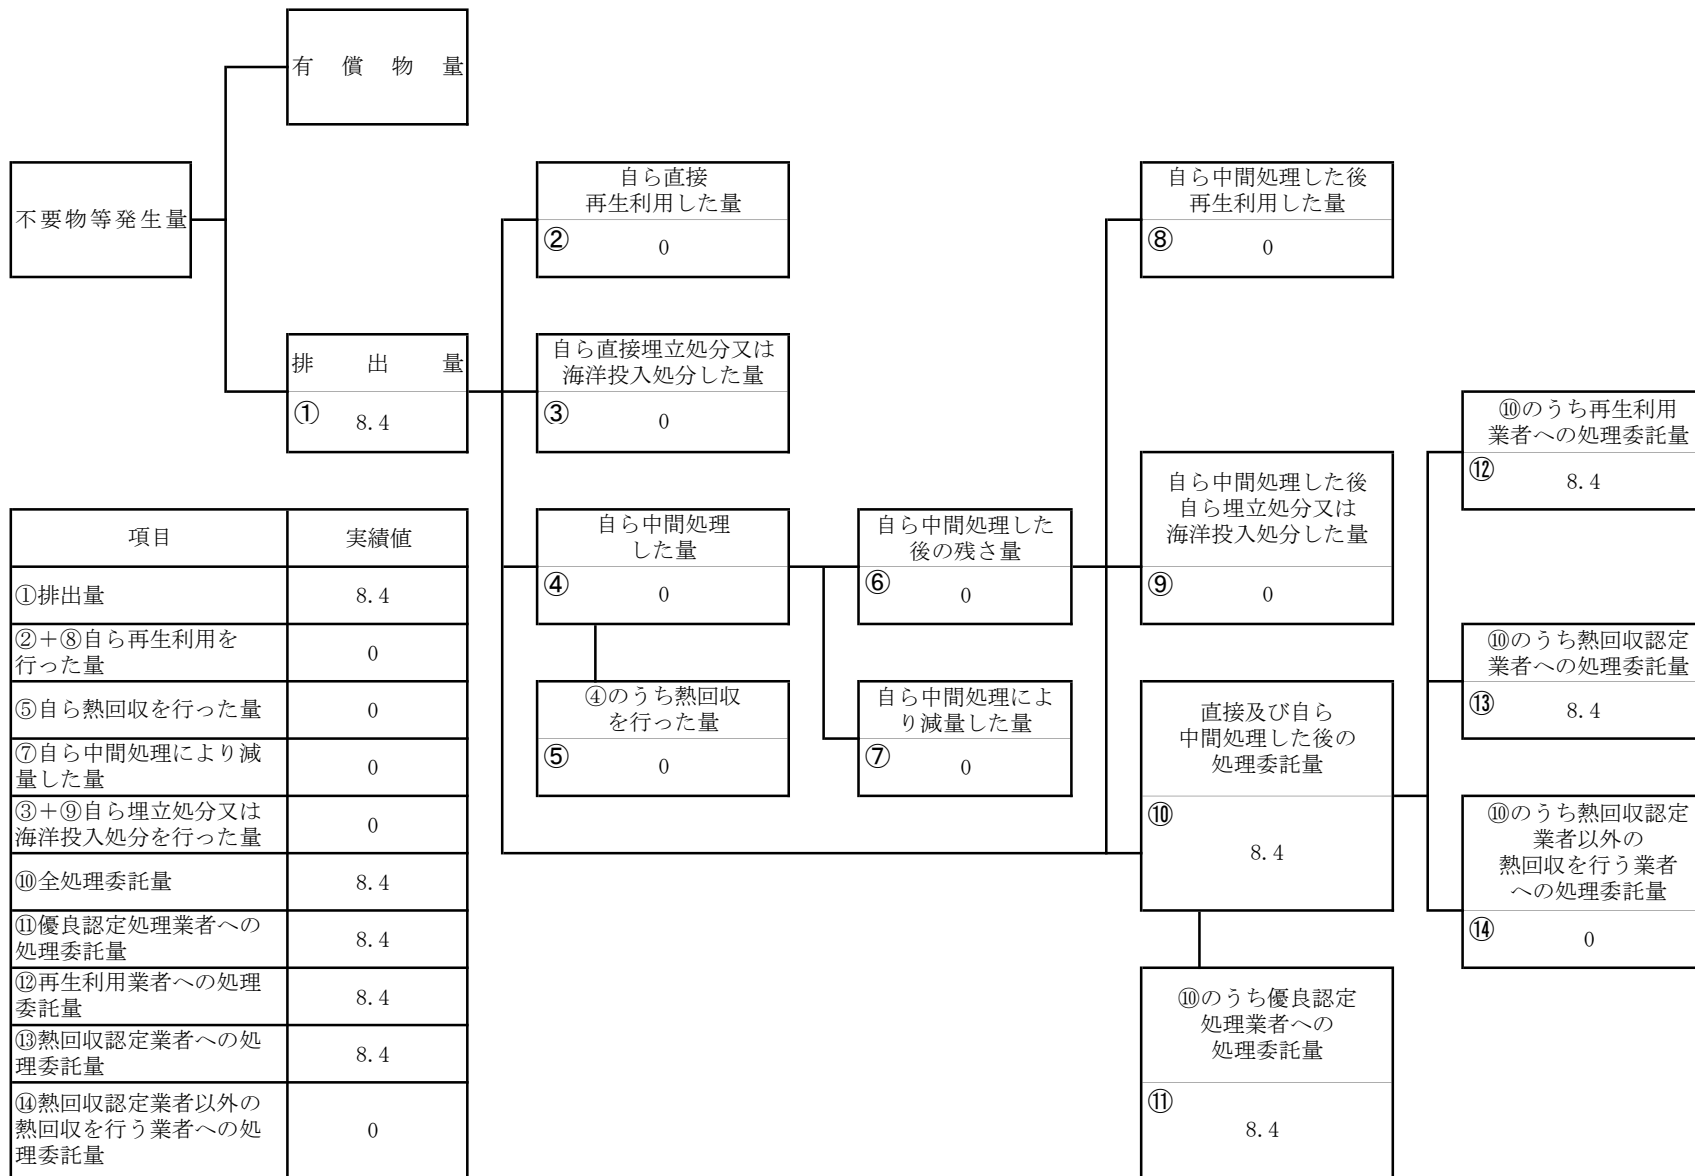 有償物量
不要物等発生量
排出量
① 8.4
自ら直接
再生利用した量
② 0
自ら直接埋立処分又は
海洋投入処分した量
③ 0
自ら中間処理
した量
④ 0
④のうち熱回収
を行った量
⑤ 0
自ら中間処理した
後の残さ量
⑥ 0
自ら中間処理によ
り減量した量
⑦ 0
自ら中間処理した後
再生利用した量
⑧ 0
自ら中間処理した後
自ら埋立処分又は
海洋投入処分した量
⑨ 0
直接及び自ら
中間処理した後の
処理委託量
⑩
8.4
⑩のうち優良認定
処理業者への
処理委託量
⑪
8.4
⑩のうち再生利用
業者への処理委託量
⑫ 8.4
⑩のうち熱回収認定
業者への処理委託量
⑬ 8.4
⑩のうち熱回収認定
業者以外の
熱回収を行う業者
への処理委託量
⑭ 0
項目 実績値
①排出量 8.4
②+⑧自ら再生利用を
行った量 0
⑤自ら熱回収を行った量 0
⑦自ら中間処理により減
量した量 0
③+⑨自ら埋立処分又は
海洋投入処分を行った量 0
⑩全処理委託量 8.4
⑪優良認定処理業者への
処理委託量 8.4
⑫再生利用業者への処理
委託量 8.4
⑬熱回収認定業者への処
理委託量 8.4
⑭熱回収認定業者以外の
熱回収を行う業者への処
理委託量 0